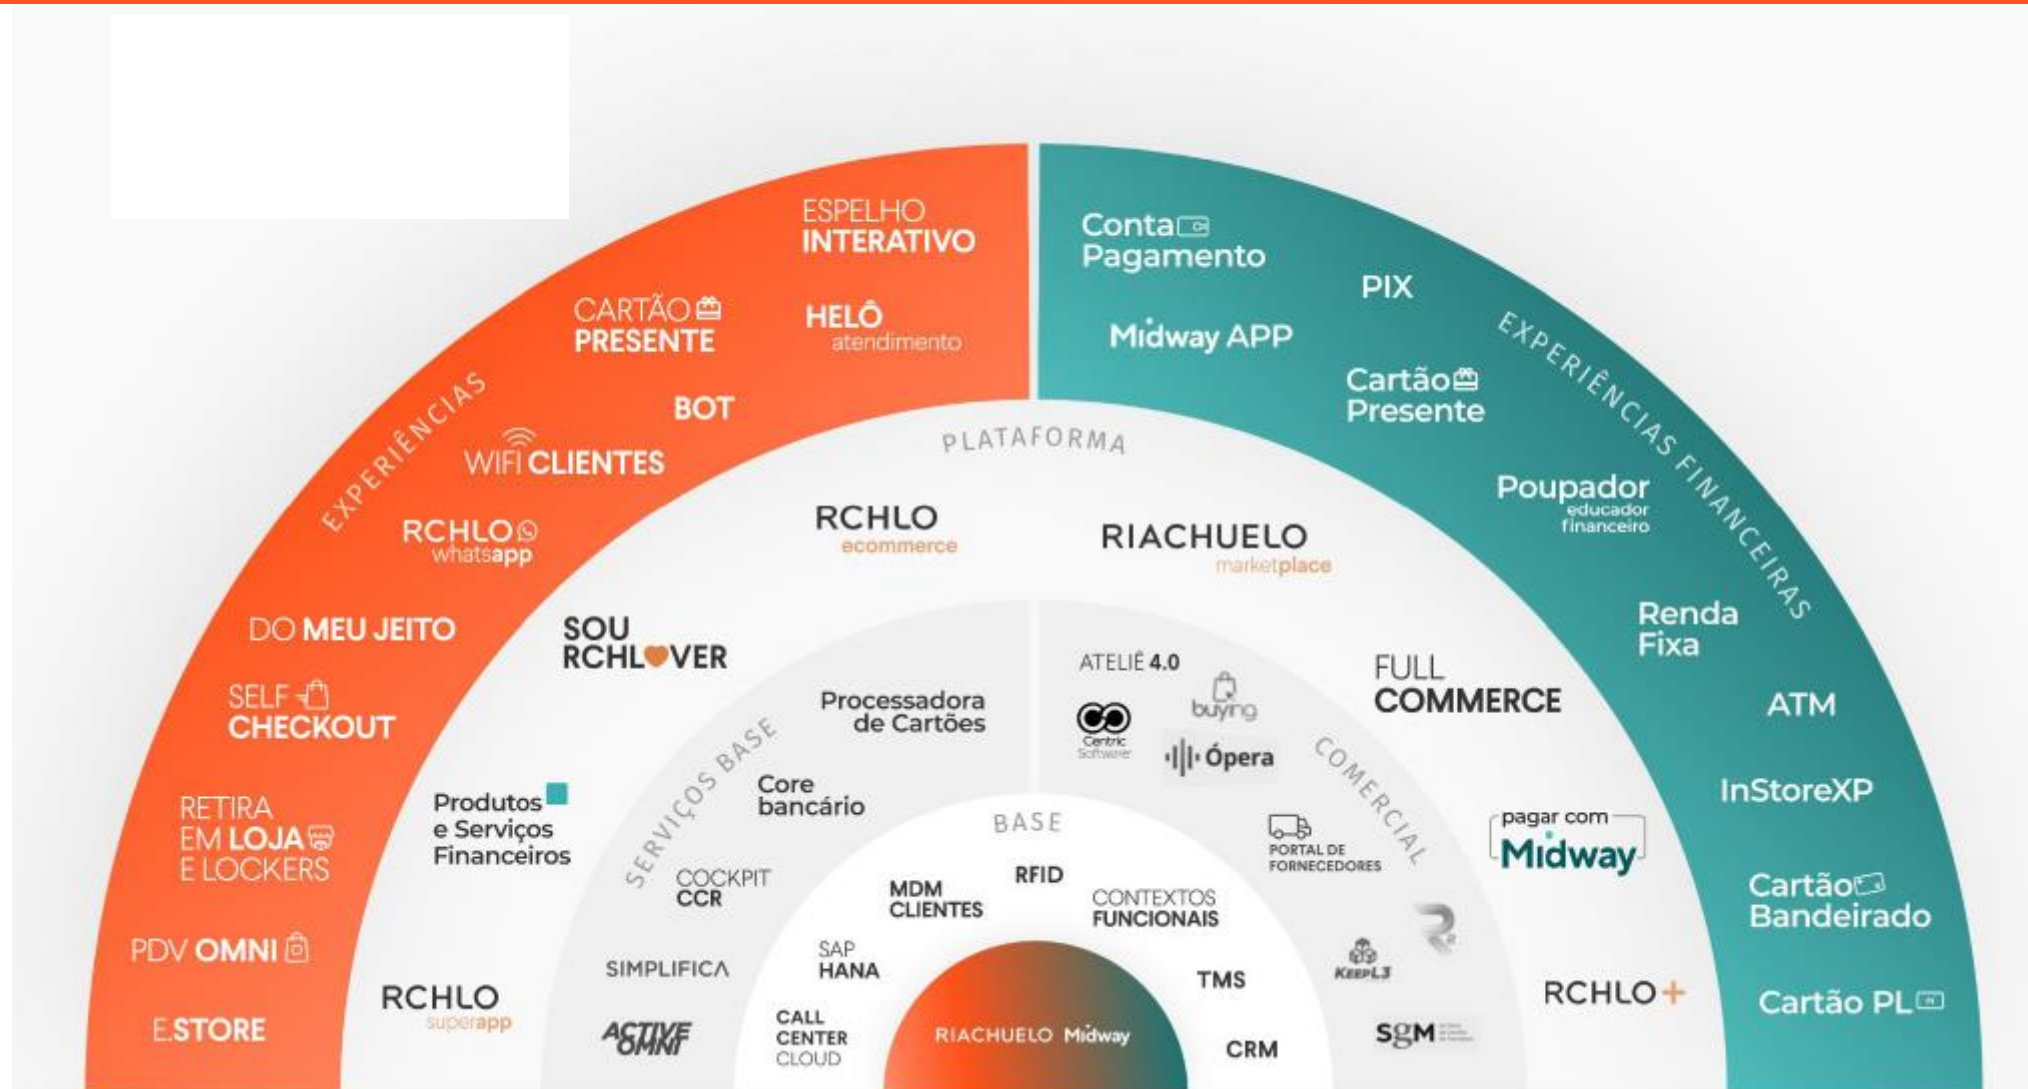 EXPERIÊNCIAS
ESPELHO
INTERATIVO
CARTÃO
PRESENTE
HELÔ
atendimento
BOT
WIFI CLIENTES
RCHLO
whatsapp
DO MEU JEITO
SELF
CHECKOUT
RETIRA
EM LOJA
E LOCKERS
PDV OMNI
E.STORE
EXPERIÊNCIAS FINANCEIRAS
Conta
Pagamento
PIX
Midway APP
Cartão
Presente
Poupador
educador
financeiro
Renda
Fixa
ATM
InStoreXP
Cartão
Bandeirado
Cartão PL
PLATAFORMA
RCHLO
ecommerce
RIACHUELO
marketplace
SOU
RCHLOVER
FULL
COMMERCE
Produtos
e Serviços
Financeiros
pagar com
Midway
RCHLO
superapp
RCHLO+
SERVIÇOS BASE
Processadora
de Cartões
Core
bancário
COCKPIT
CCR
SIMPLIFICA
ACTIVE
OMNI
COMERCIAL
ATELIÊ 4.0
buying
Centric
Software
Ópera
PORTAL DE
FORNECEDORES
KEEPL3
SGM
BASE
RFID
MDM
CLIENTES
CONTEXTOS
FUNCIONAIS
SAP
HANA
TMS
CALL
CENTER
CLOUD
CRM
RIACHUELO Midway